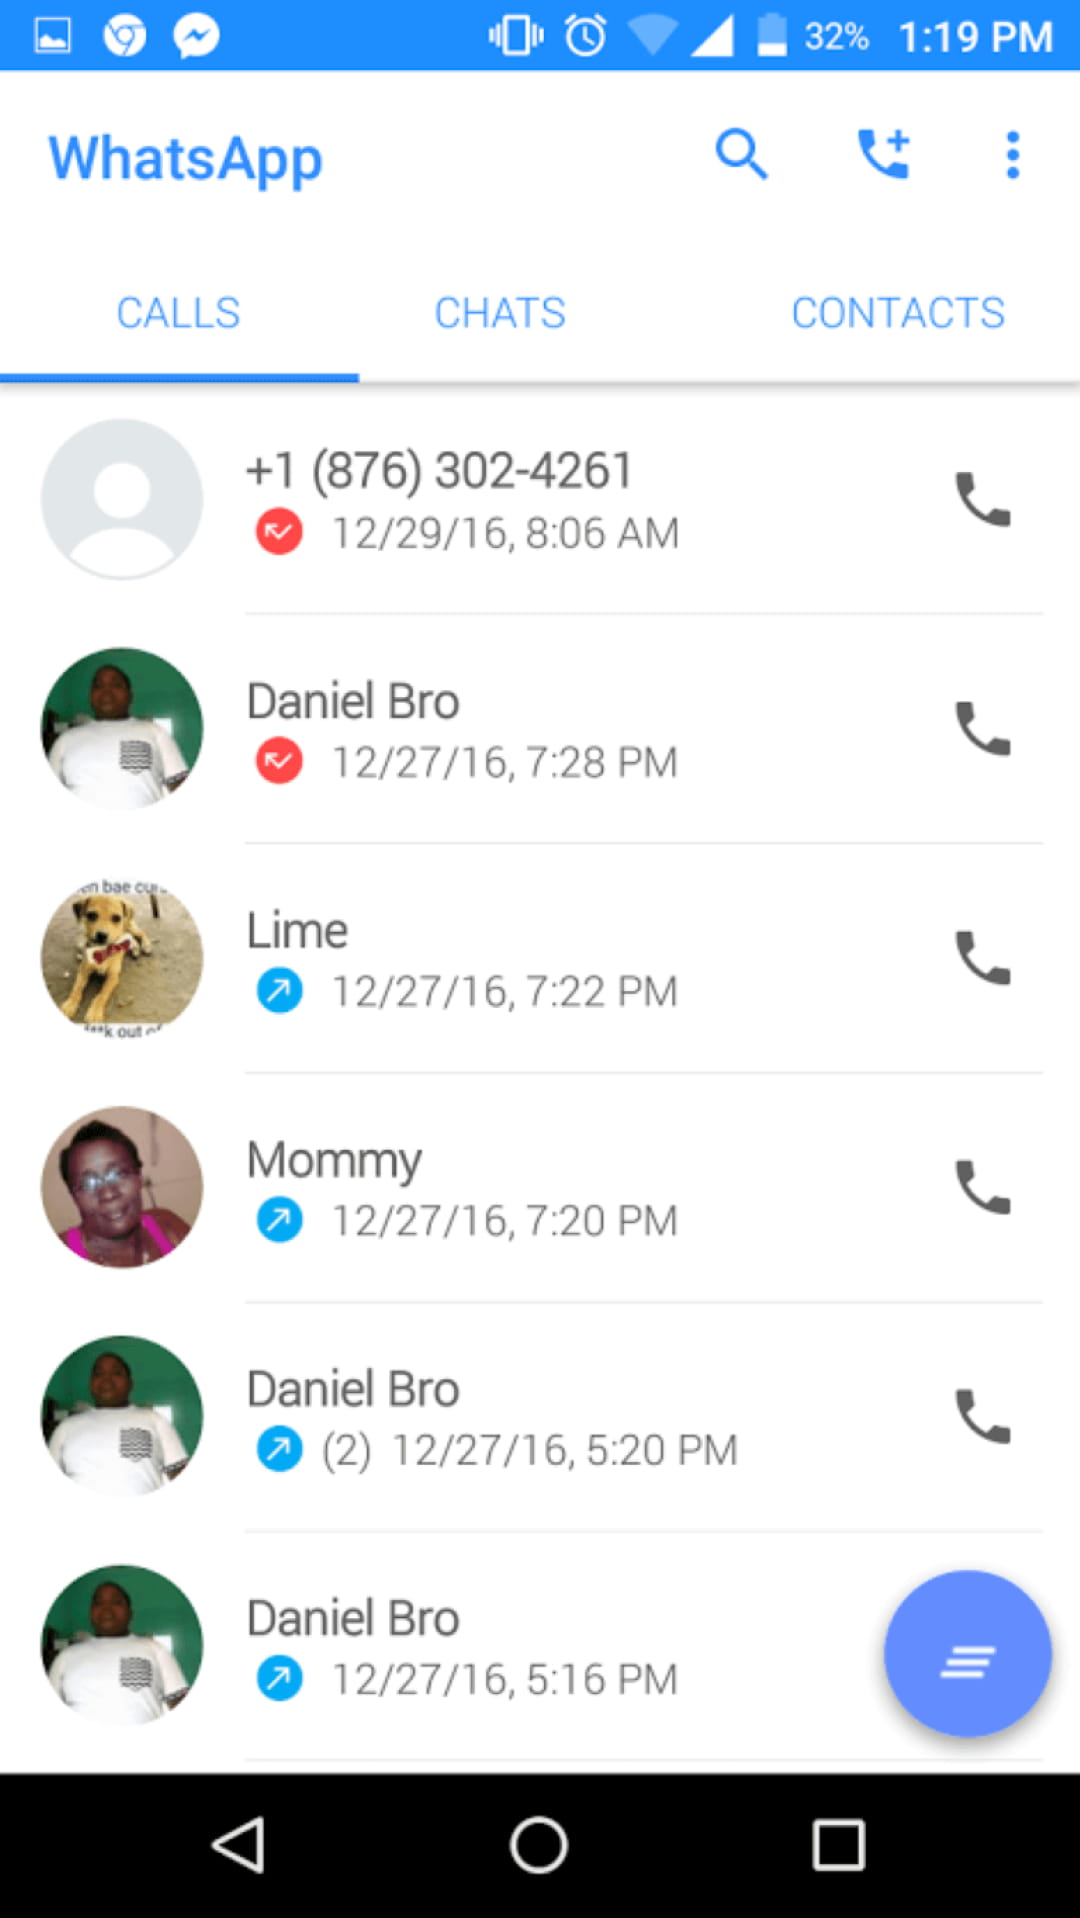 32% 1:19 PM
WhatsApp
CALLS CHATS CONTACTS
+1 (876) 302-4261
12/29/16, 8:06 AM
Daniel Bro
12/27/16, 7:28 PM
bae
Lime
12/27/16, 7:22 PM
out
Mommy
12/27/16, 7:20 PM
Daniel Bro
(2) 12/27/16, 5:20 PM
Daniel Bro
12/27/16, 5:16 PM